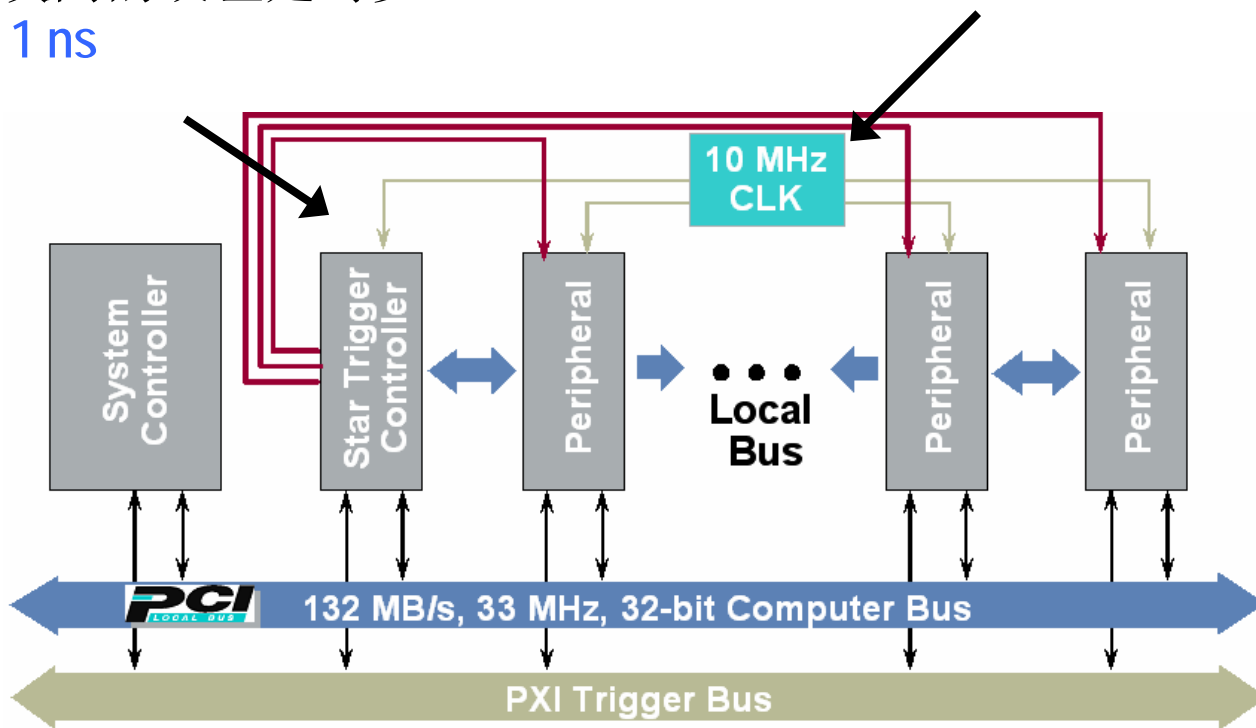 1 ns
10 MHz
CLK
System
Controller
Star Trigger
Controller
Peripheral
Local
Bus
Peripheral
Peripheral
PCI
LOCAL BUS
132 MB/s, 33 MHz, 32-bit Computer Bus
PXI Trigger Bus